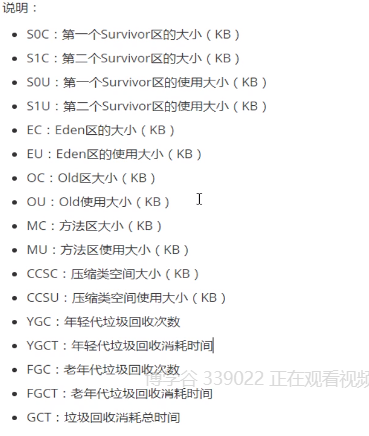 说明：
S0C：第一个Survivor区的大小（KB）
S1C：第二个Survivor区的大小（KB）
S0U：第一个Survivor区的使用大小（KB）
S1U：第二个Survivor区的使用大小（KB）
EC：Eden区的大小（KB）
EU：Eden区的使用大小（KB）
OC：Old区大小（KB）
OU：Old使用大小（KB）
MC：方法区大小（KB）
MU：方法区使用大小（KB）
CCSC：压缩类空间大小（KB）
CCSU：压缩类空间使用大小（KB）
YGC：年轻代垃圾回收次数
YGCT：年轻代垃圾回收消耗时间
FGC：老年代垃圾回收次数
博学谷 339022 正在观看视频
FGCT：老年代垃圾回收消耗时间
GCT：垃圾回收消耗总时间